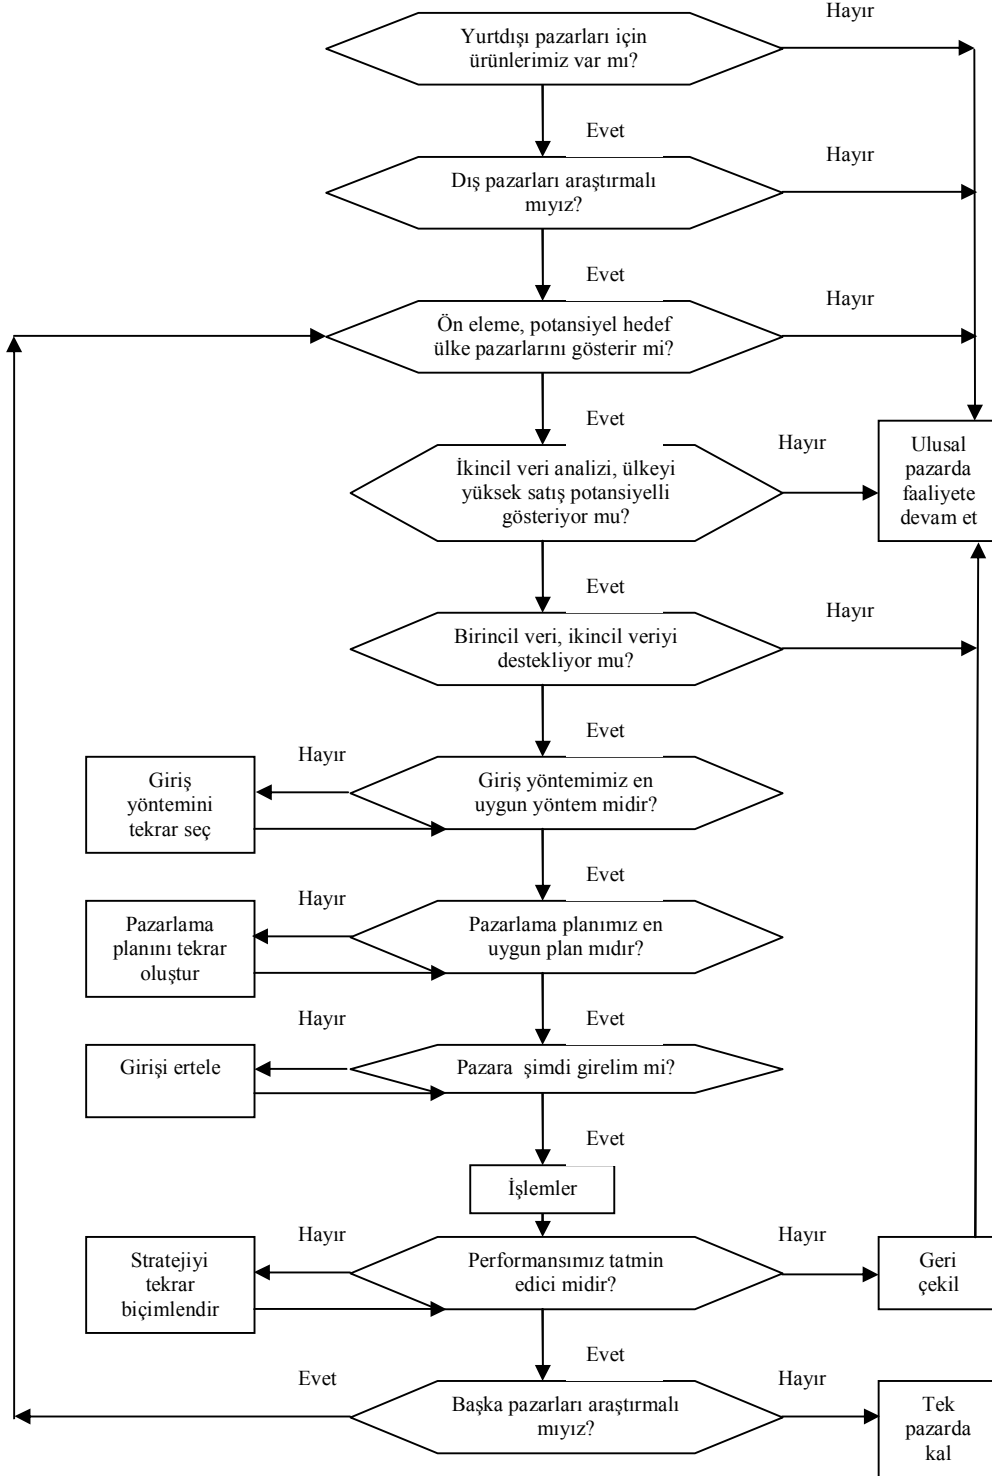 Hayır
Yurtdışı pazarları için
ürünlerimiz var mı?
Evet
Hayır
Dış pazarları araştırmalı
mıyız?
Evet
Hayır
Ön eleme, potansiyel hedef
ülke pazarlarını gösterir mi?
Evet
Hayır
İkincil veri analizi, ülkeyi
yüksek satış potansiyelli
gösteriyor mu?
Ulusal
pazarda
faaliyete
devam et
Evet
Hayır
Birincil veri, ikincil veriyi
destekliyor mu?
Evet
Hayır
Giriş
yöntemini
tekrar seç
Giriş yöntemimiz en
uygun yöntem midir?
Evet
Hayır
Pazarlama
planını tekrar
oluştur
Pazarlama planımız en
uygun plan mıdır?
Evet
Hayır
Girişi ertele
Pazara  şimdi girelim mi?
Evet
İşlemler
Hayır
Hayır
Stratejiyi
tekrar
biçimlendir
Performansımız tatmin
edici midir?
Geri
çekil
Evet
Evet
Hayır
Başka pazarları araştırmalı
mıyız?
Tek
pazarda
kal